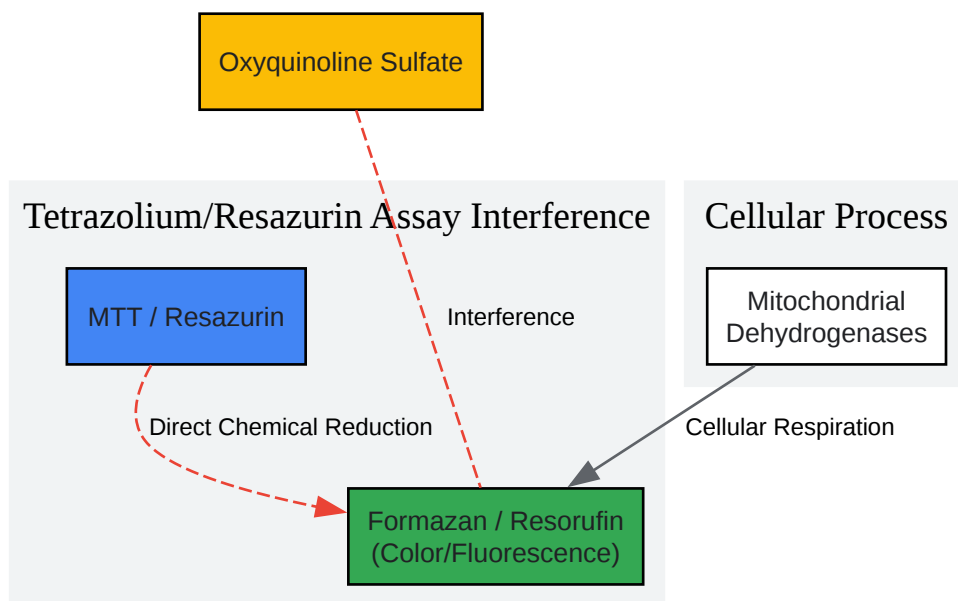 Oxyquinoline Sulfate
Tetrazolium/Resazurin Assay Interference
Cellular Process
MTT / Resazurin
Mitochondrial
Dehydrogenases
Interference
Direct Chemical Reduction
Cellular Respiration
Formazan / Resorufin
(Color/Fluorescence)